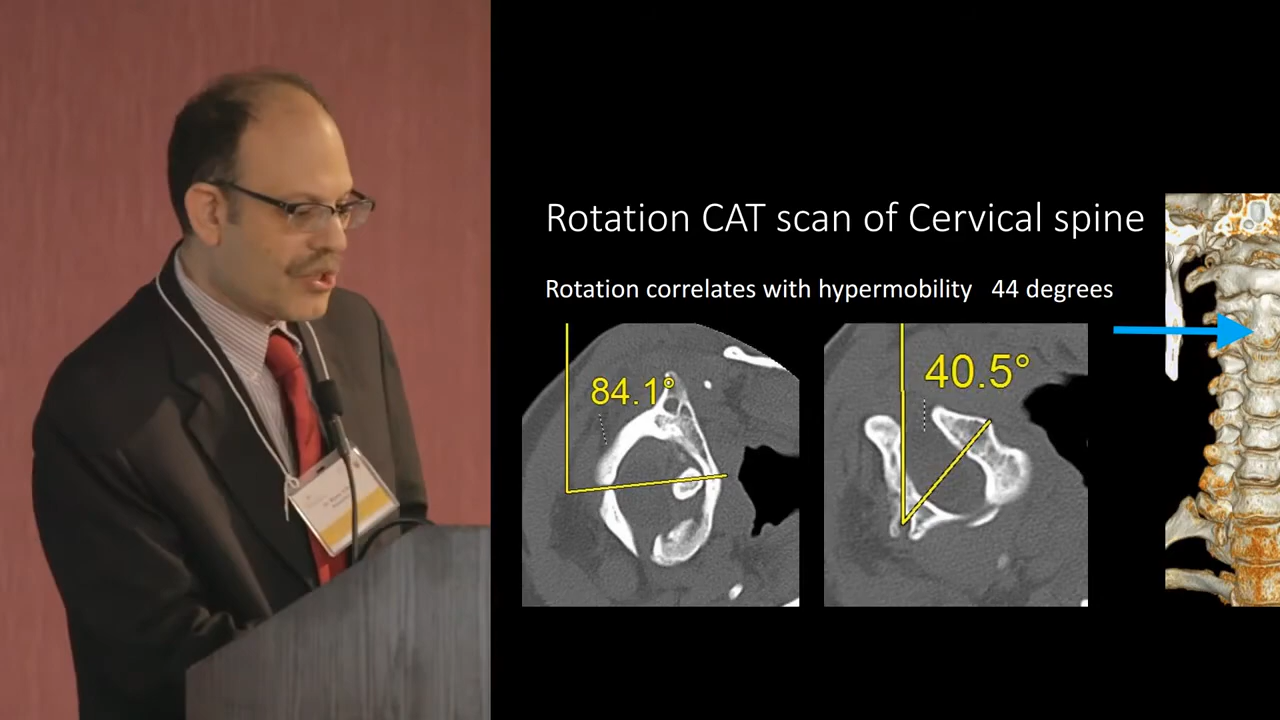 Rotation CAT scan of Cervical spine
Rotation correlates with hypermobility 44 degrees
84.1°
40.5°